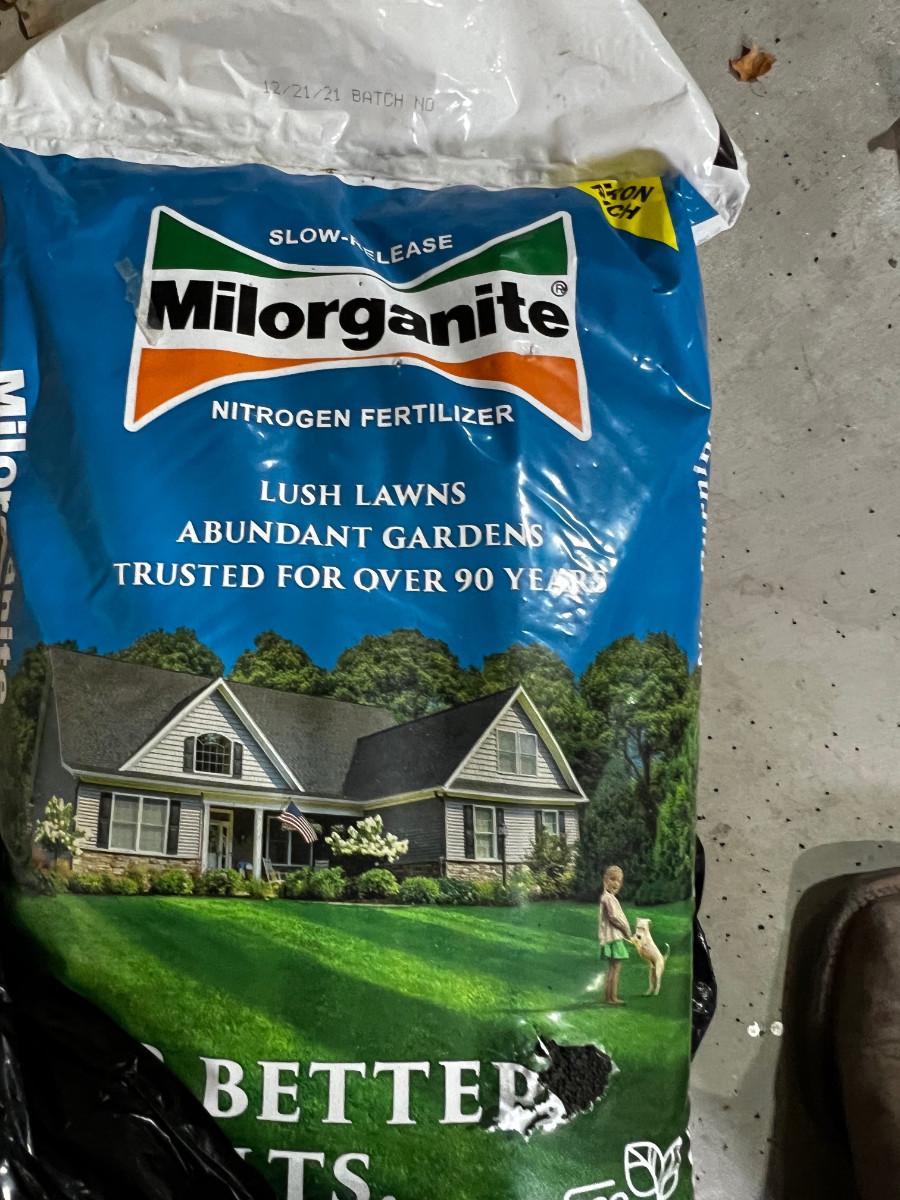 12/21/21 BATCH NO
SLOW-RELEASE
Milorganite®
NITROGEN FERTILIZER
LUSH LAWNS
ABUNDANT GARDENS
TRUSTED FOR OVER 90 YEARS
Milorganite
BETTER